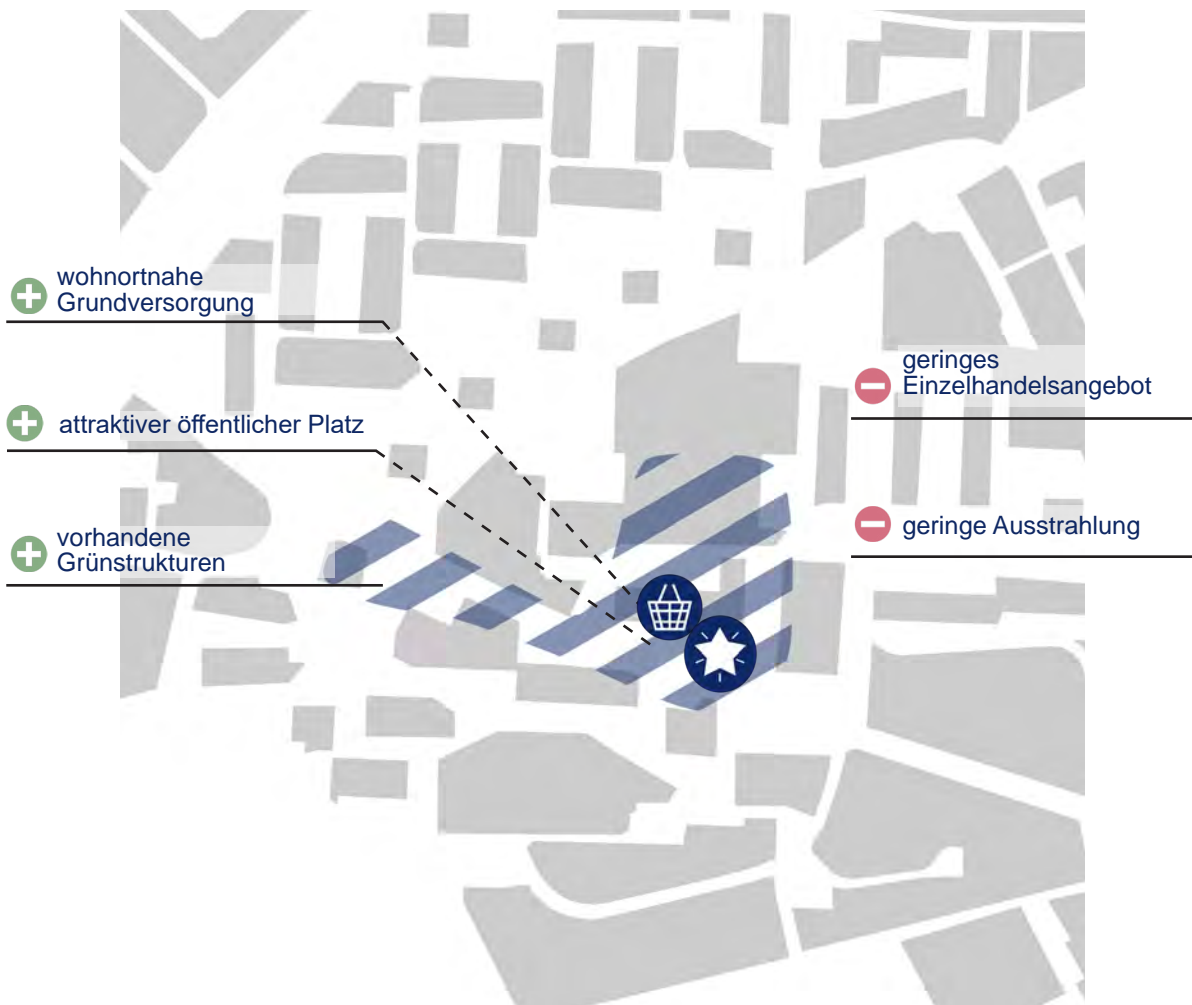 wohnortnahe
Grundversorgung
attraktiver öffentlicher Platz
vorhandene
Grünstrukturen
geringes
Einzelhandelsangebot
geringe Ausstrahlung